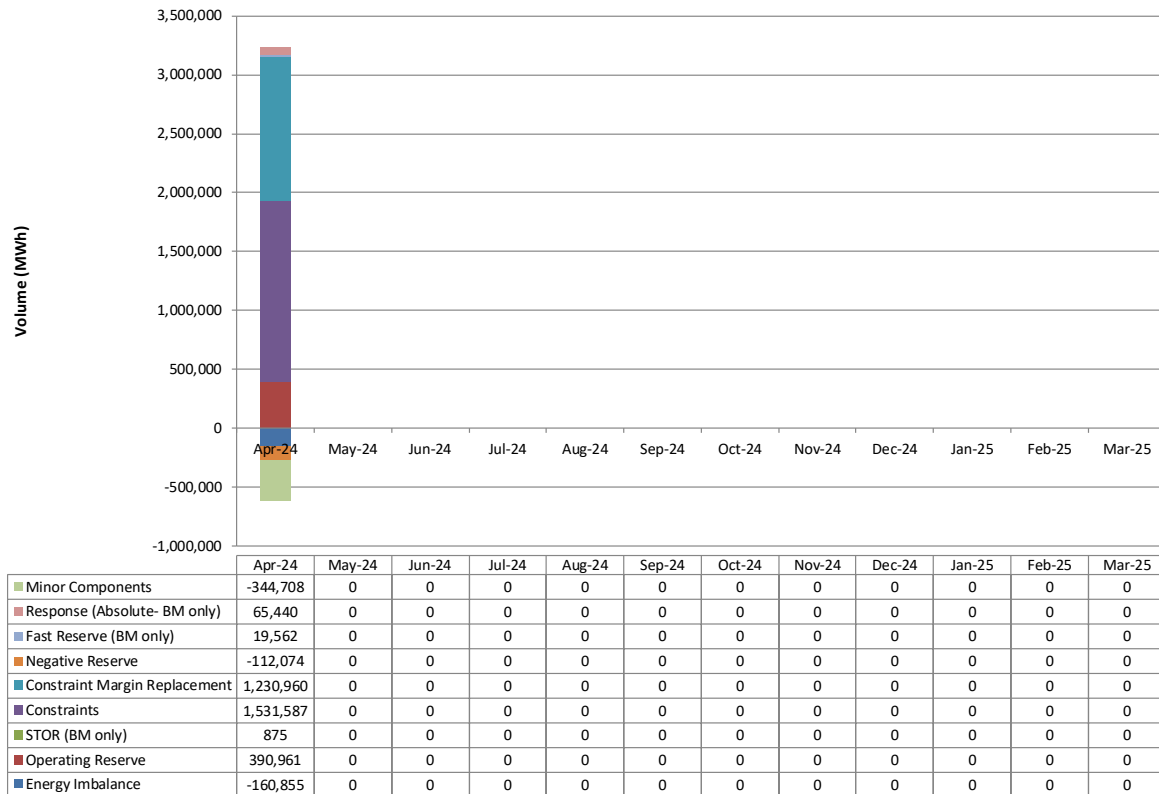 3,500,000
3,000,000
2,500,000
2,000,000
1,500,000
1,000,000
500,000
0
-500,000
-1,000,000
Volume (MWh)
Apr-24 May-24 Jun-24 Jul-24 Aug-24 Sep-24 Oct-24 Nov-24 Dec-24 Jan-25 Feb-25 Mar-25
Apr-24 May-24 Jun-24 Jul-24 Aug-24 Sep-24 Oct-24 Nov-24 Dec-24 Jan-25 Feb-25 Mar-25
Minor Components -344,708 0 0 0 0 0 0 0 0 0 0 0
Response (Absolute- BM only) 65,440 0 0 0 0 0 0 0 0 0 0 0
Fast Reserve (BM only) 19,562 0 0 0 0 0 0 0 0 0 0 0
Negative Reserve -112,074 0 0 0 0 0 0 0 0 0 0 0
Constraint Margin Replacement 1,230,960 0 0 0 0 0 0 0 0 0 0 0
Constraints 1,531,587 0 0 0 0 0 0 0 0 0 0 0
STOR (BM only) 875 0 0 0 0 0 0 0 0 0 0 0
Operating Reserve 390,961 0 0 0 0 0 0 0 0 0 0 0
Energy Imbalance -160,855 0 0 0 0 0 0 0 0 0 0 0